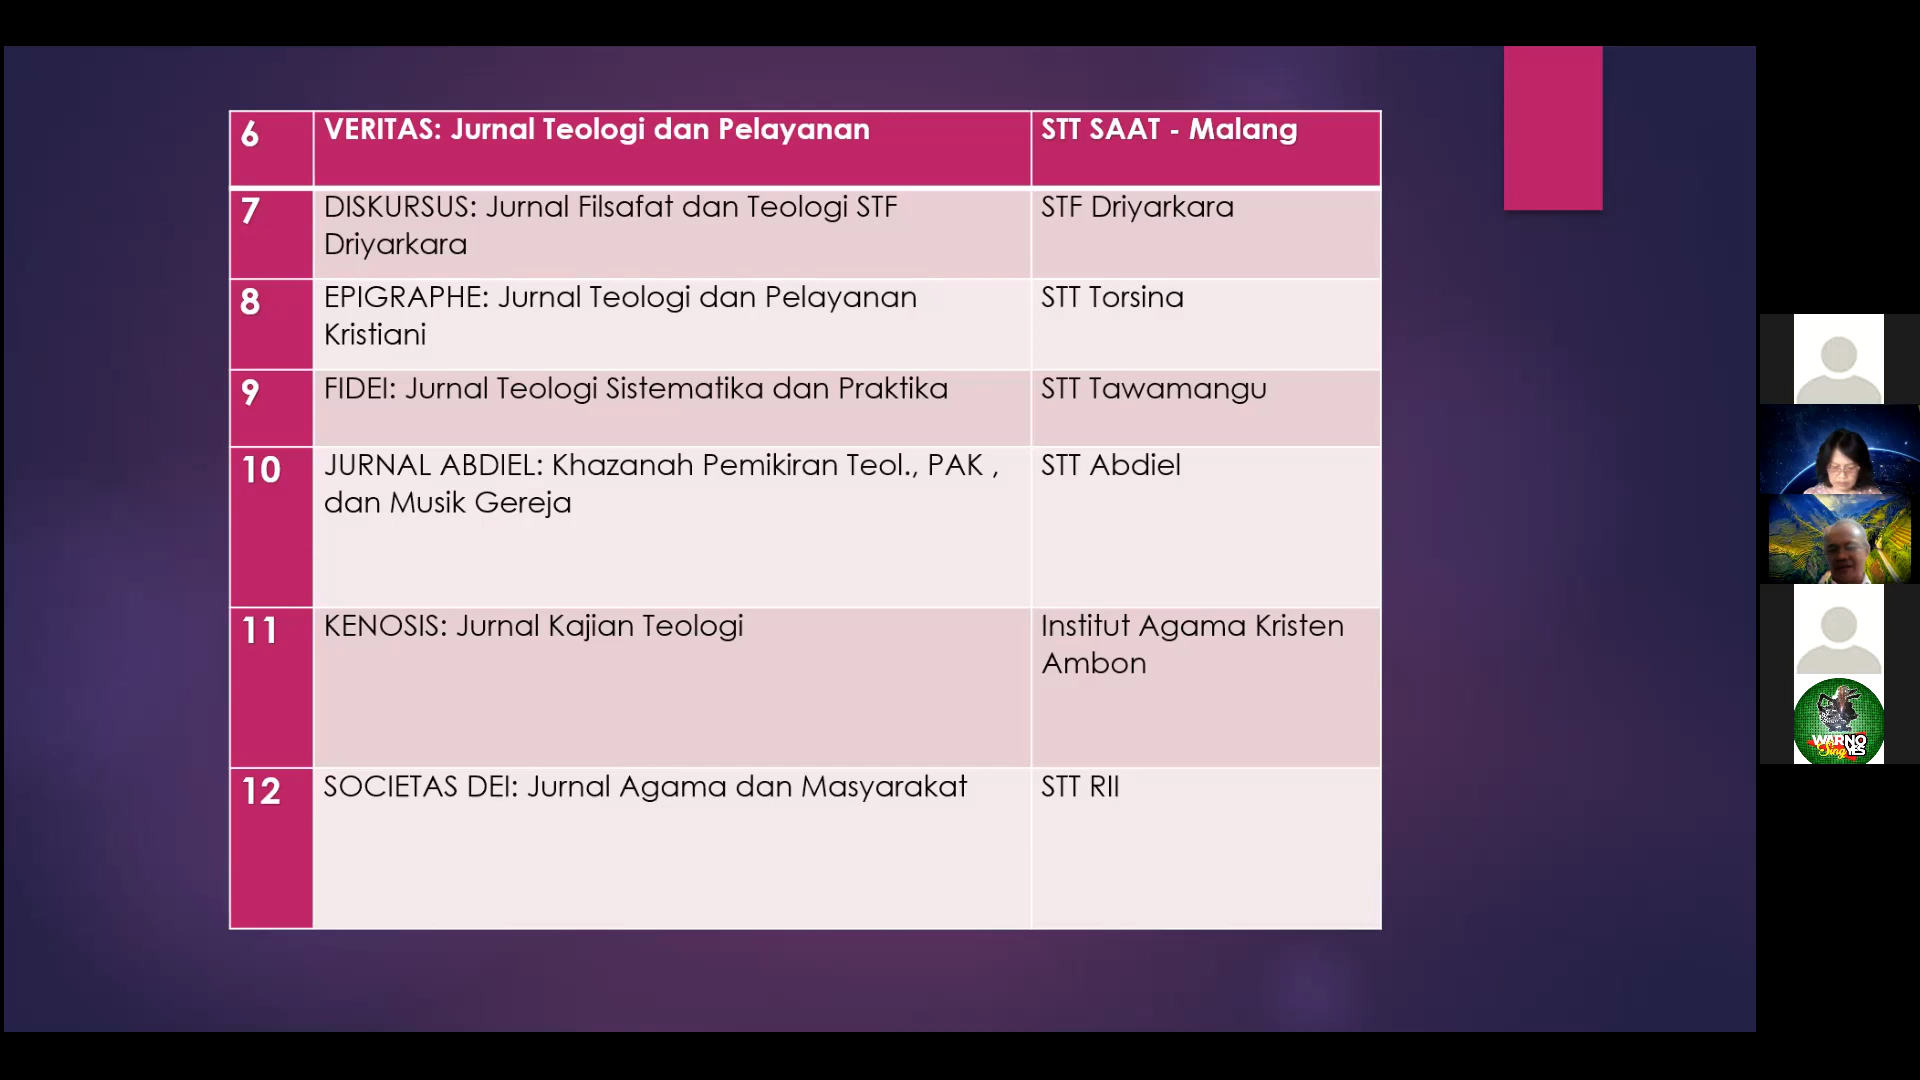 6
VERITAS: Jurnal Teologi dan Pelayanan
STT SAAT - Malang
7
DISKURSUS: Jurnal Filsafat dan Teologi STF
Driyarkara
STF Driyarkara
8
EPIGRAPHE: Jurnal Teologi dan Pelayanan
Kristiani
STT Torsina
9
FIDEI: Jurnal Teologi Sistematika dan Praktika
STT Tawamangu
10
JURNAL ABDIEL: Khazanah Pemikiran Teol., PAK ,
dan Musik Gereja
STT Abdiel
11
KENOSIS: Jurnal Kajian Teologi
Institut Agama Kristen
Ambon
12
SOCIETAS DEI: Jurnal Agama dan Masyarakat
STT RII
WARNO
Sing YES